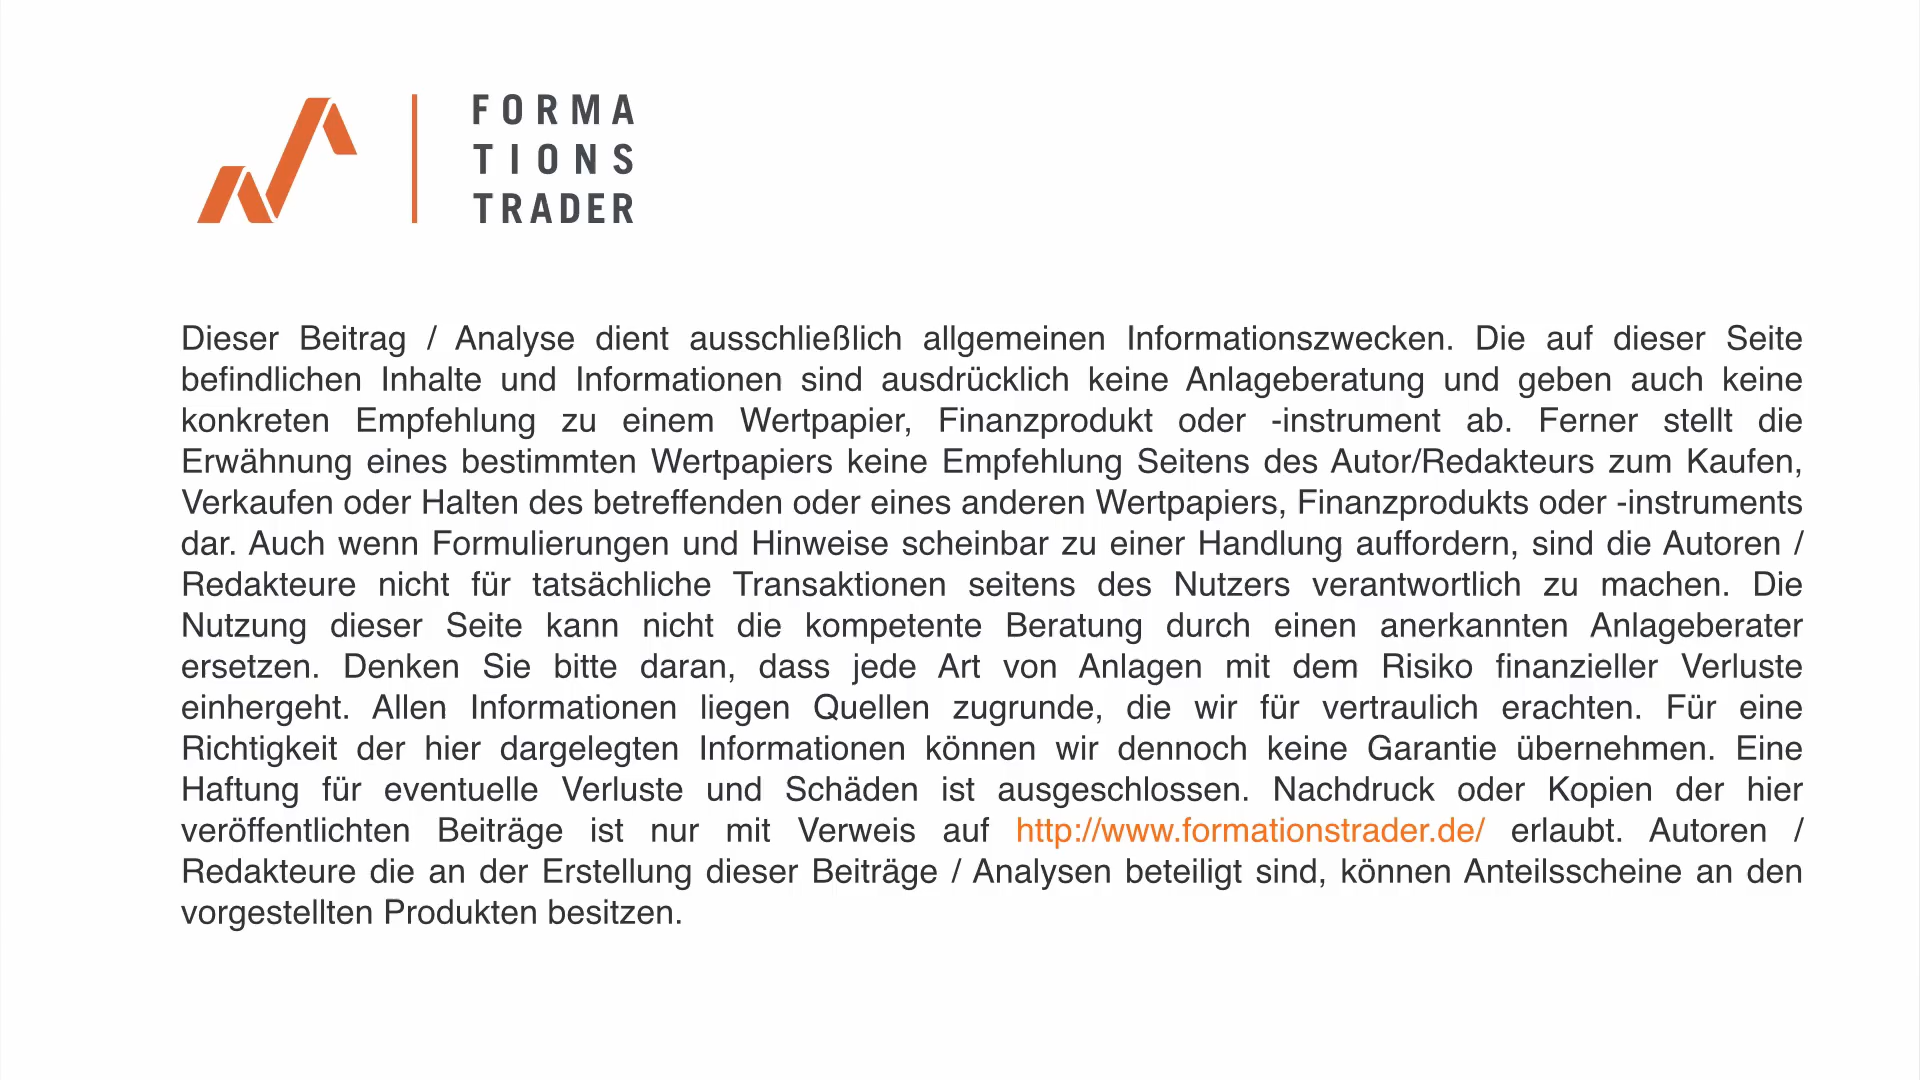 FORMA
TIONS
TRADER
Dieser Beitrag / Analyse dient ausschließlich allgemeinen Informationszwecken. Die auf dieser Seite
befindlichen Inhalte und Informationen sind ausdrücklich keine Anlageberatung und geben auch keine
konkreten Empfehlung zu einem Wertpapier, Finanzprodukt oder -instrument ab. Ferner stellt die
Erwähnung eines bestimmten Wertpapiers keine Empfehlung Seitens des Autor/Redakteurs zum Kaufen,
Verkaufen oder Halten des betreffenden oder eines anderen Wertpapiers, Finanzprodukts oder -instruments
dar. Auch wenn Formulierungen und Hinweise scheinbar zu einer Handlung auffordern, sind die Autoren /
Redakteure nicht für tatsächliche Transaktionen seitens des Nutzers verantwortlich zu machen. Die
Nutzung dieser Seite kann nicht die kompetente Beratung durch einen anerkannten Anlageberater
ersetzen. Denken Sie bitte daran, dass jede Art von Anlagen mit dem Risiko finanzieller Verluste
einhergeht. Allen Informationen liegen Quellen zugrunde, die wir für vertraulich erachten. Für eine
Richtigkeit der hier dargelegten Informationen können wir dennoch keine Garantie übernehmen. Eine
Haftung für eventuelle Verluste und Schäden ist ausgeschlossen. Nachdruck oder Kopien der hier
veröffentlichten Beiträge ist nur mit Verweis auf http://www.formationstrader.de/ erlaubt. Autoren /
Redakteure die an der Erstellung dieser Beiträge / Analysen beteiligt sind, können Anteilsscheine an den
vorgestellten Produkten besitzen.